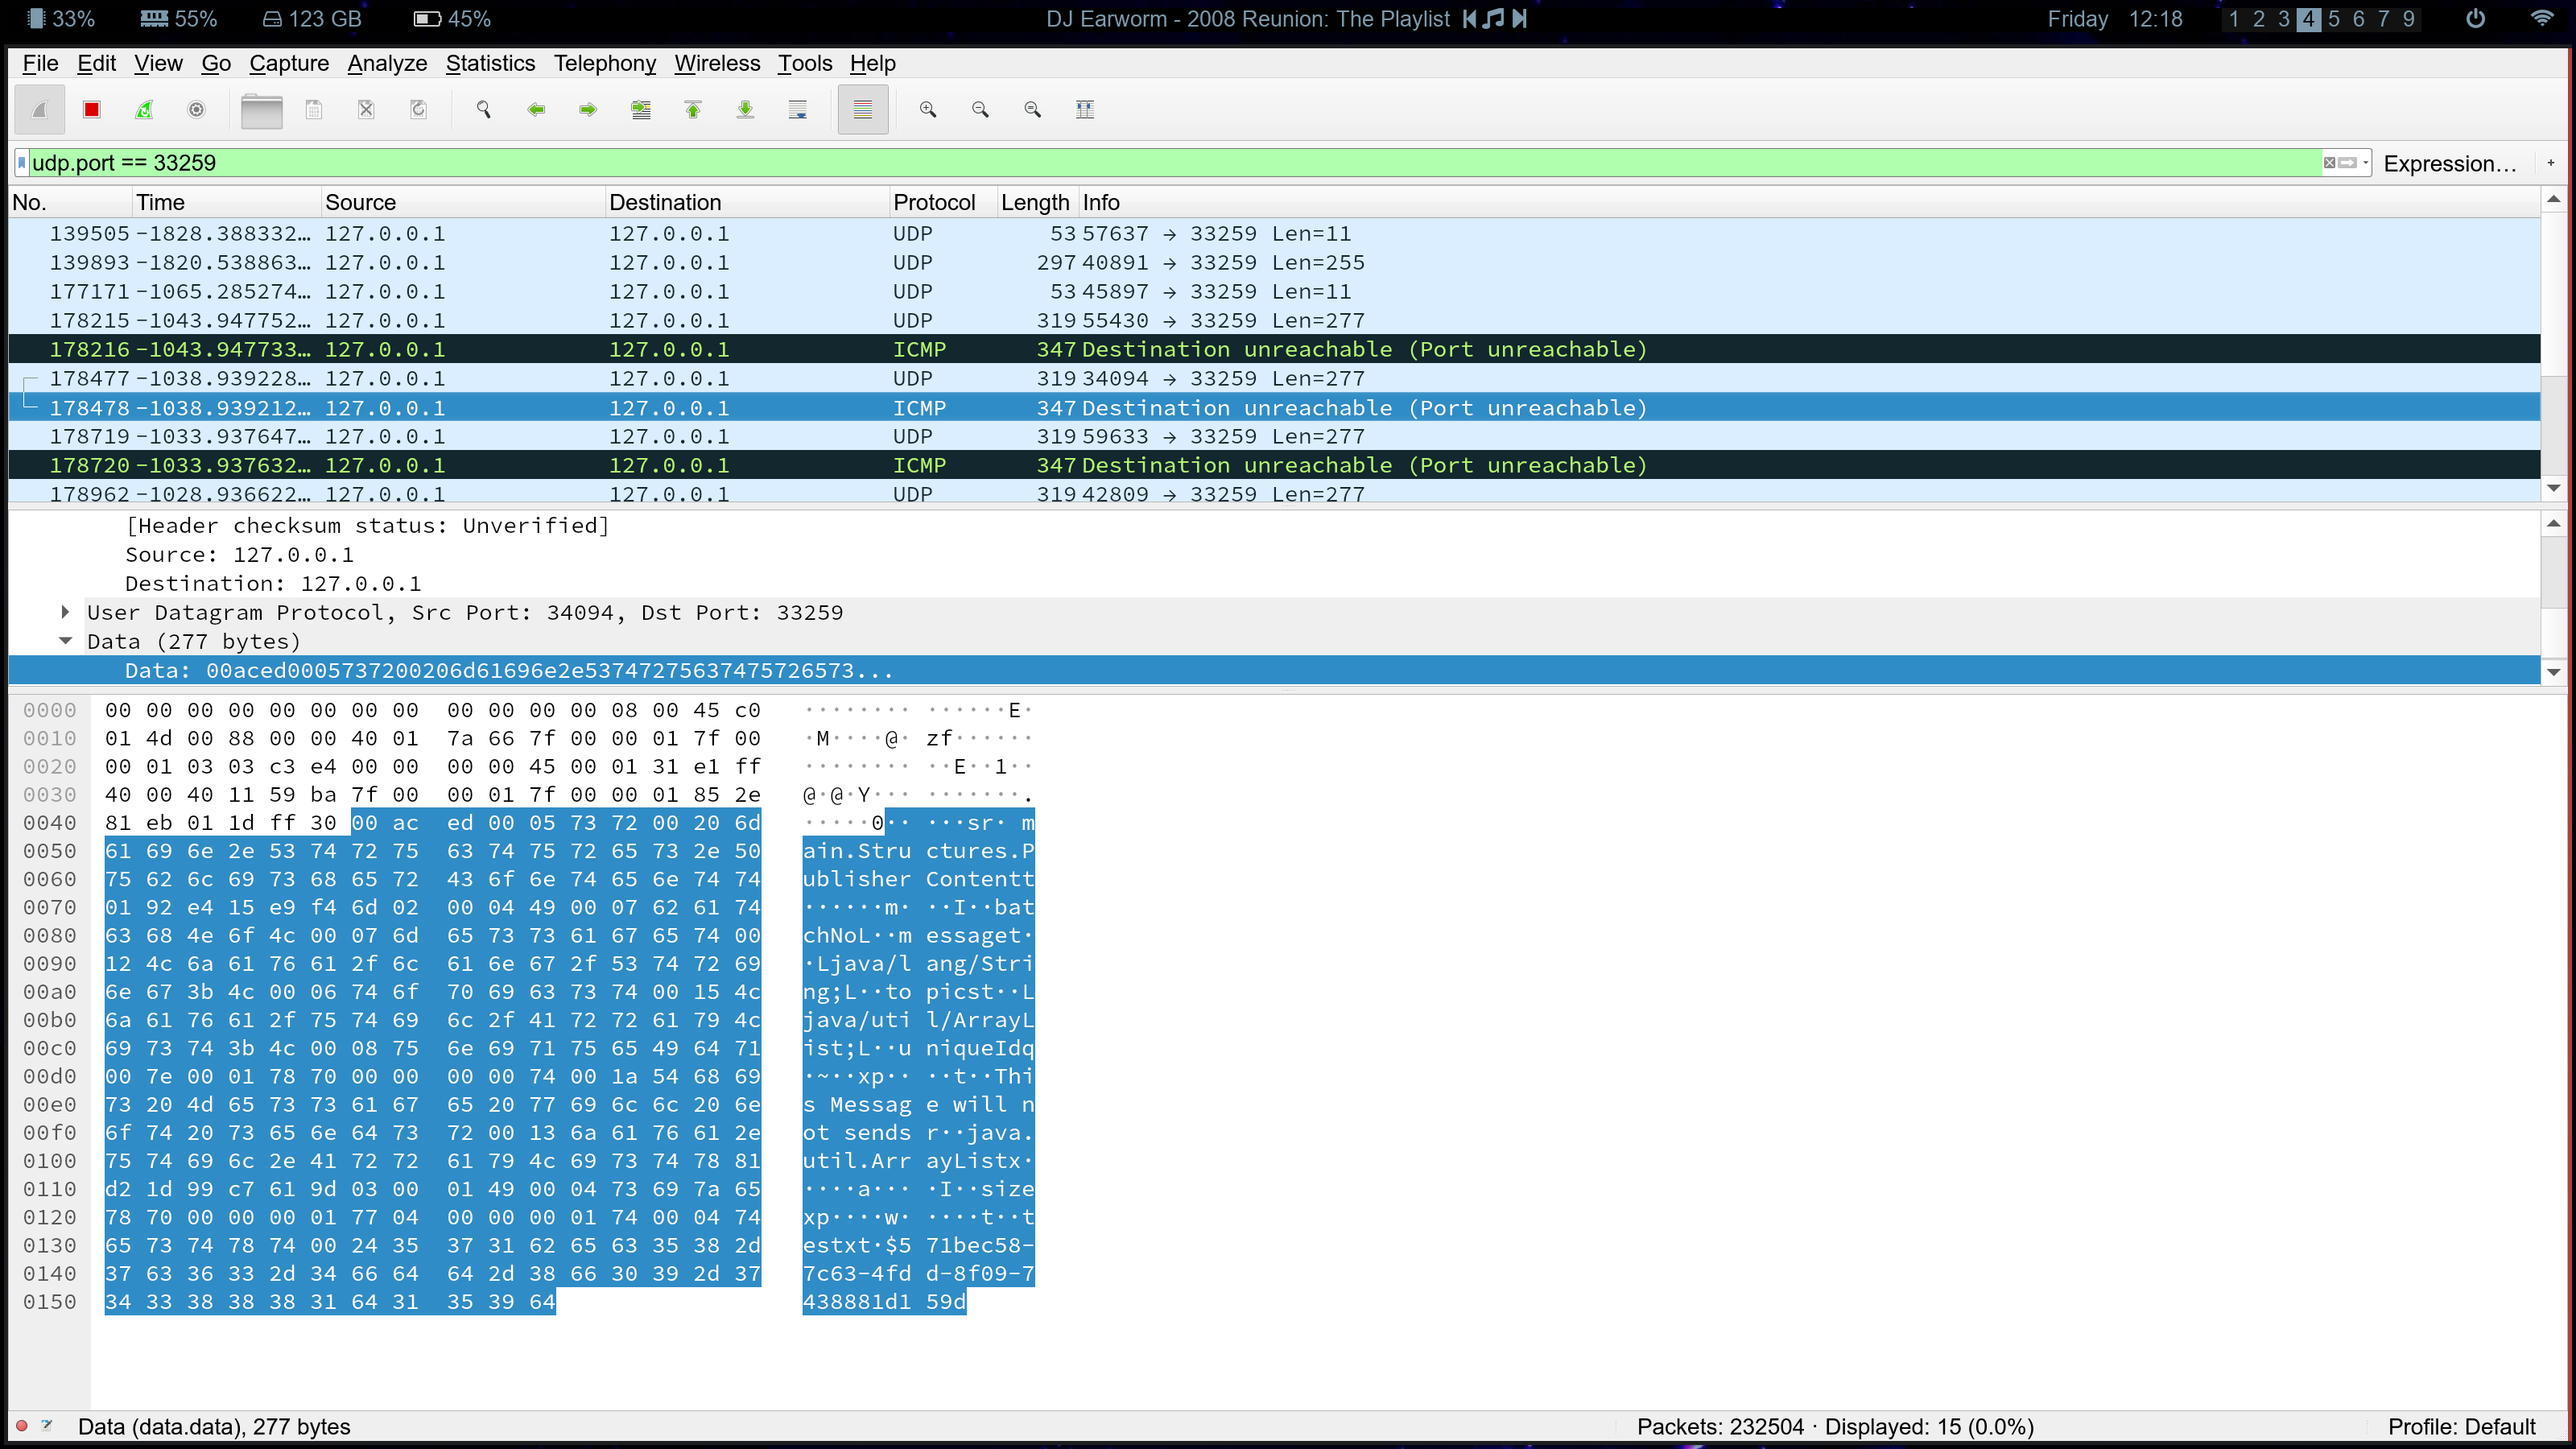 33% 55% 123 GB 45% DJ Earworm - 2008 Reunion: The Playlist Friday 12:18 1 2 3 4 5 6 7 9
File Edit View Go Capture Analyze Statistics Telephony Wireless Tools Help
udp.port == 33259 Expression… +
No. Time Source Destination Protocol Length Info
139505 -1828.388332… 127.0.0.1 127.0.0.1 UDP 53 57637 → 33259 Len=11
139893 -1820.538863… 127.0.0.1 127.0.0.1 UDP 297 40891 → 33259 Len=255
177171 -1065.285274… 127.0.0.1 127.0.0.1 UDP 53 45897 → 33259 Len=11
178215 -1043.947752… 127.0.0.1 127.0.0.1 UDP 319 55430 → 33259 Len=277
178216 -1043.947733… 127.0.0.1 127.0.0.1 ICMP 347 Destination unreachable (Port unreachable)
178477 -1038.939228… 127.0.0.1 127.0.0.1 UDP 319 34094 → 33259 Len=277
178478 -1038.939212… 127.0.0.1 127.0.0.1 ICMP 347 Destination unreachable (Port unreachable)
178719 -1033.937647… 127.0.0.1 127.0.0.1 UDP 319 59633 → 33259 Len=277
178720 -1033.937632… 127.0.0.1 127.0.0.1 ICMP 347 Destination unreachable (Port unreachable)
178962 -1028.936622… 127.0.0.1 127.0.0.1 UDP 319 42809 → 33259 Len=277
[Header checksum status: Unverified]
Source: 127.0.0.1
Destination: 127.0.0.1
User Datagram Protocol, Src Port: 34094, Dst Port: 33259
Data (277 bytes)
Data: 00aced0005737200206d61696e2e53747275637475726573...
0000 00 00 00 00 00 00 00 00 00 00 00 00 08 00 45 c0 ········ ······E·
0010 01 4d 00 88 00 00 40 01 7a 66 7f 00 00 01 7f 00 ·M····@· zf······
0020 00 01 03 03 c3 e4 00 00 00 00 45 00 01 31 e1 ff ········ ··E··1··
0030 40 00 40 11 59 ba 7f 00 00 01 7f 00 00 01 85 2e @·@·Y··· ·······.
0040 81 eb 01 1d ff 30 00 ac ed 00 05 73 72 00 20 6d ·····0·· ···sr· m
0050 61 69 6e 2e 53 74 72 75 63 74 75 72 65 73 2e 50 ain.Stru ctures.P
0060 75 62 6c 69 73 68 65 72 43 6f 6e 74 65 6e 74 74 ublisher Contentt
0070 01 92 e4 15 e9 f4 6d 02 00 04 49 00 07 62 61 74 ······m· ··I··bat
0080 63 68 4e 6f 4c 00 07 6d 65 73 73 61 67 65 74 00 chNoL··m essaget·
0090 12 4c 6a 61 76 61 2f 6c 61 6e 67 2f 53 74 72 69 ·Ljava/l ang/Stri
00a0 6e 67 3b 4c 00 06 74 6f 70 69 63 73 74 00 15 4c ng;L··to picst··L
00b0 6a 61 76 61 2f 75 74 69 6c 2f 41 72 72 61 79 4c java/uti l/ArrayL
00c0 69 73 74 3b 4c 00 08 75 6e 69 71 75 65 49 64 71 ist;L··u niqueIdq
00d0 00 7e 00 01 78 70 00 00 00 00 74 00 1a 54 68 69 ·~··xp·· ··t··Thi
00e0 73 20 4d 65 73 73 61 67 65 20 77 69 6c 6c 20 6e s Messag e will n
00f0 6f 74 20 73 65 6e 64 73 72 00 13 6a 61 76 61 2e ot sends r··java.
0100 75 74 69 6c 2e 41 72 72 61 79 4c 69 73 74 78 81 util.Arr ayListx·
0110 d2 1d 99 c7 61 9d 03 00 01 49 00 04 73 69 7a 65 ····a··· ·I··size
0120 78 70 00 00 00 01 77 04 00 00 00 01 74 00 04 74 xp····w· ····t··t
0130 65 73 74 78 74 00 24 35 37 31 62 65 63 35 38 2d estxt·$5 71bec58-
0140 37 63 36 33 2d 34 66 64 64 2d 38 66 30 39 2d 37 7c63-4fd d-8f09-7
0150 34 33 38 38 38 31 64 31 35 39 64 438881d1 59d
Data (data.data), 277 bytes Packets: 232504 · Displayed: 15 (0.0%) Profile: Default